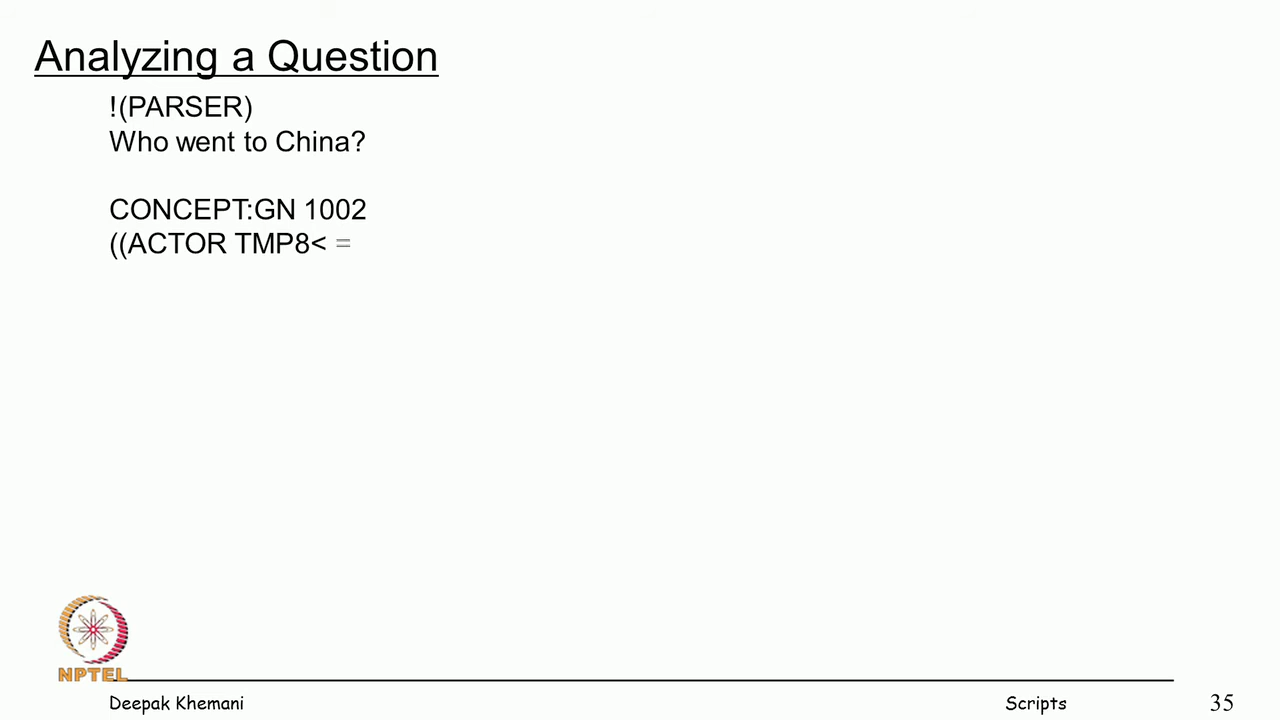 Analyzing a Question
!(PARSER)
Who went to China?
CONCEPT:GN 1002
((ACTOR TMP8< =
NPTEL
Deepak Khemani
Scripts
35